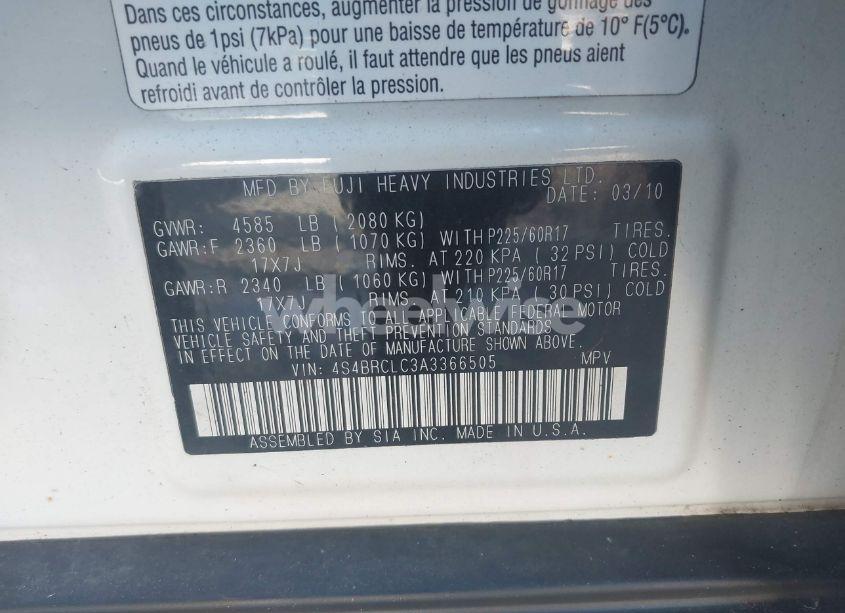 Dans ces circonstances, augmenter la pression de gonflage des
pneus de 1psi (7kPa) pour une baisse de température de 10° F(5°C).
Quand le véhicule a roulé, il faut attendre que les pneus aient
refroidi avant de contrôler la pression.
MFD BY FUJI HEAVY INDUSTRIES LTD.
DATE: 03/10
GVWR: 4585 LB ( 2080 KG)
GAWR:F 2360 LB ( 1070 KG) WITH P225/60R17 TIRES.
17X7J RIMS. AT 220 KPA ( 32 PSI) COLD
GAWR:R 2340 LB ( 1060 KG) WITH P225/60R17 TIRES.
17X7J RIMS. AT 210 KPA ( 30 PSI) COLD
THIS VEHICLE CONFORMS TO ALL APPLICABLE FEDERAL MOTOR
VEHICLE SAFETY AND THEFT PREVENTION STANDARDS
IN EFFECT ON THE DATE OF MANUFACTURE SHOWN ABOVE.
VIN: 4S4BRCLC3A3366505 MPV
ASSEMBLED BY SIA INC. MADE IN U.S.A.
wheelwise